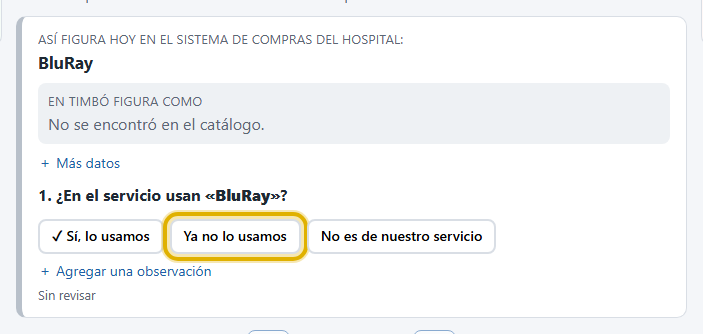 ASÍ FIGURA HOY EN EL SISTEMA DE COMPRAS DEL HOSPITAL:
BluRay
EN TIMBÓ FIGURA COMO
No se encontró en el catálogo.
+ Más datos
1. ¿En el servicio usan «BluRay»?
✓ Sí, lo usamos
Ya no lo usamos
No es de nuestro servicio
+ Agregar una observación
Sin revisar